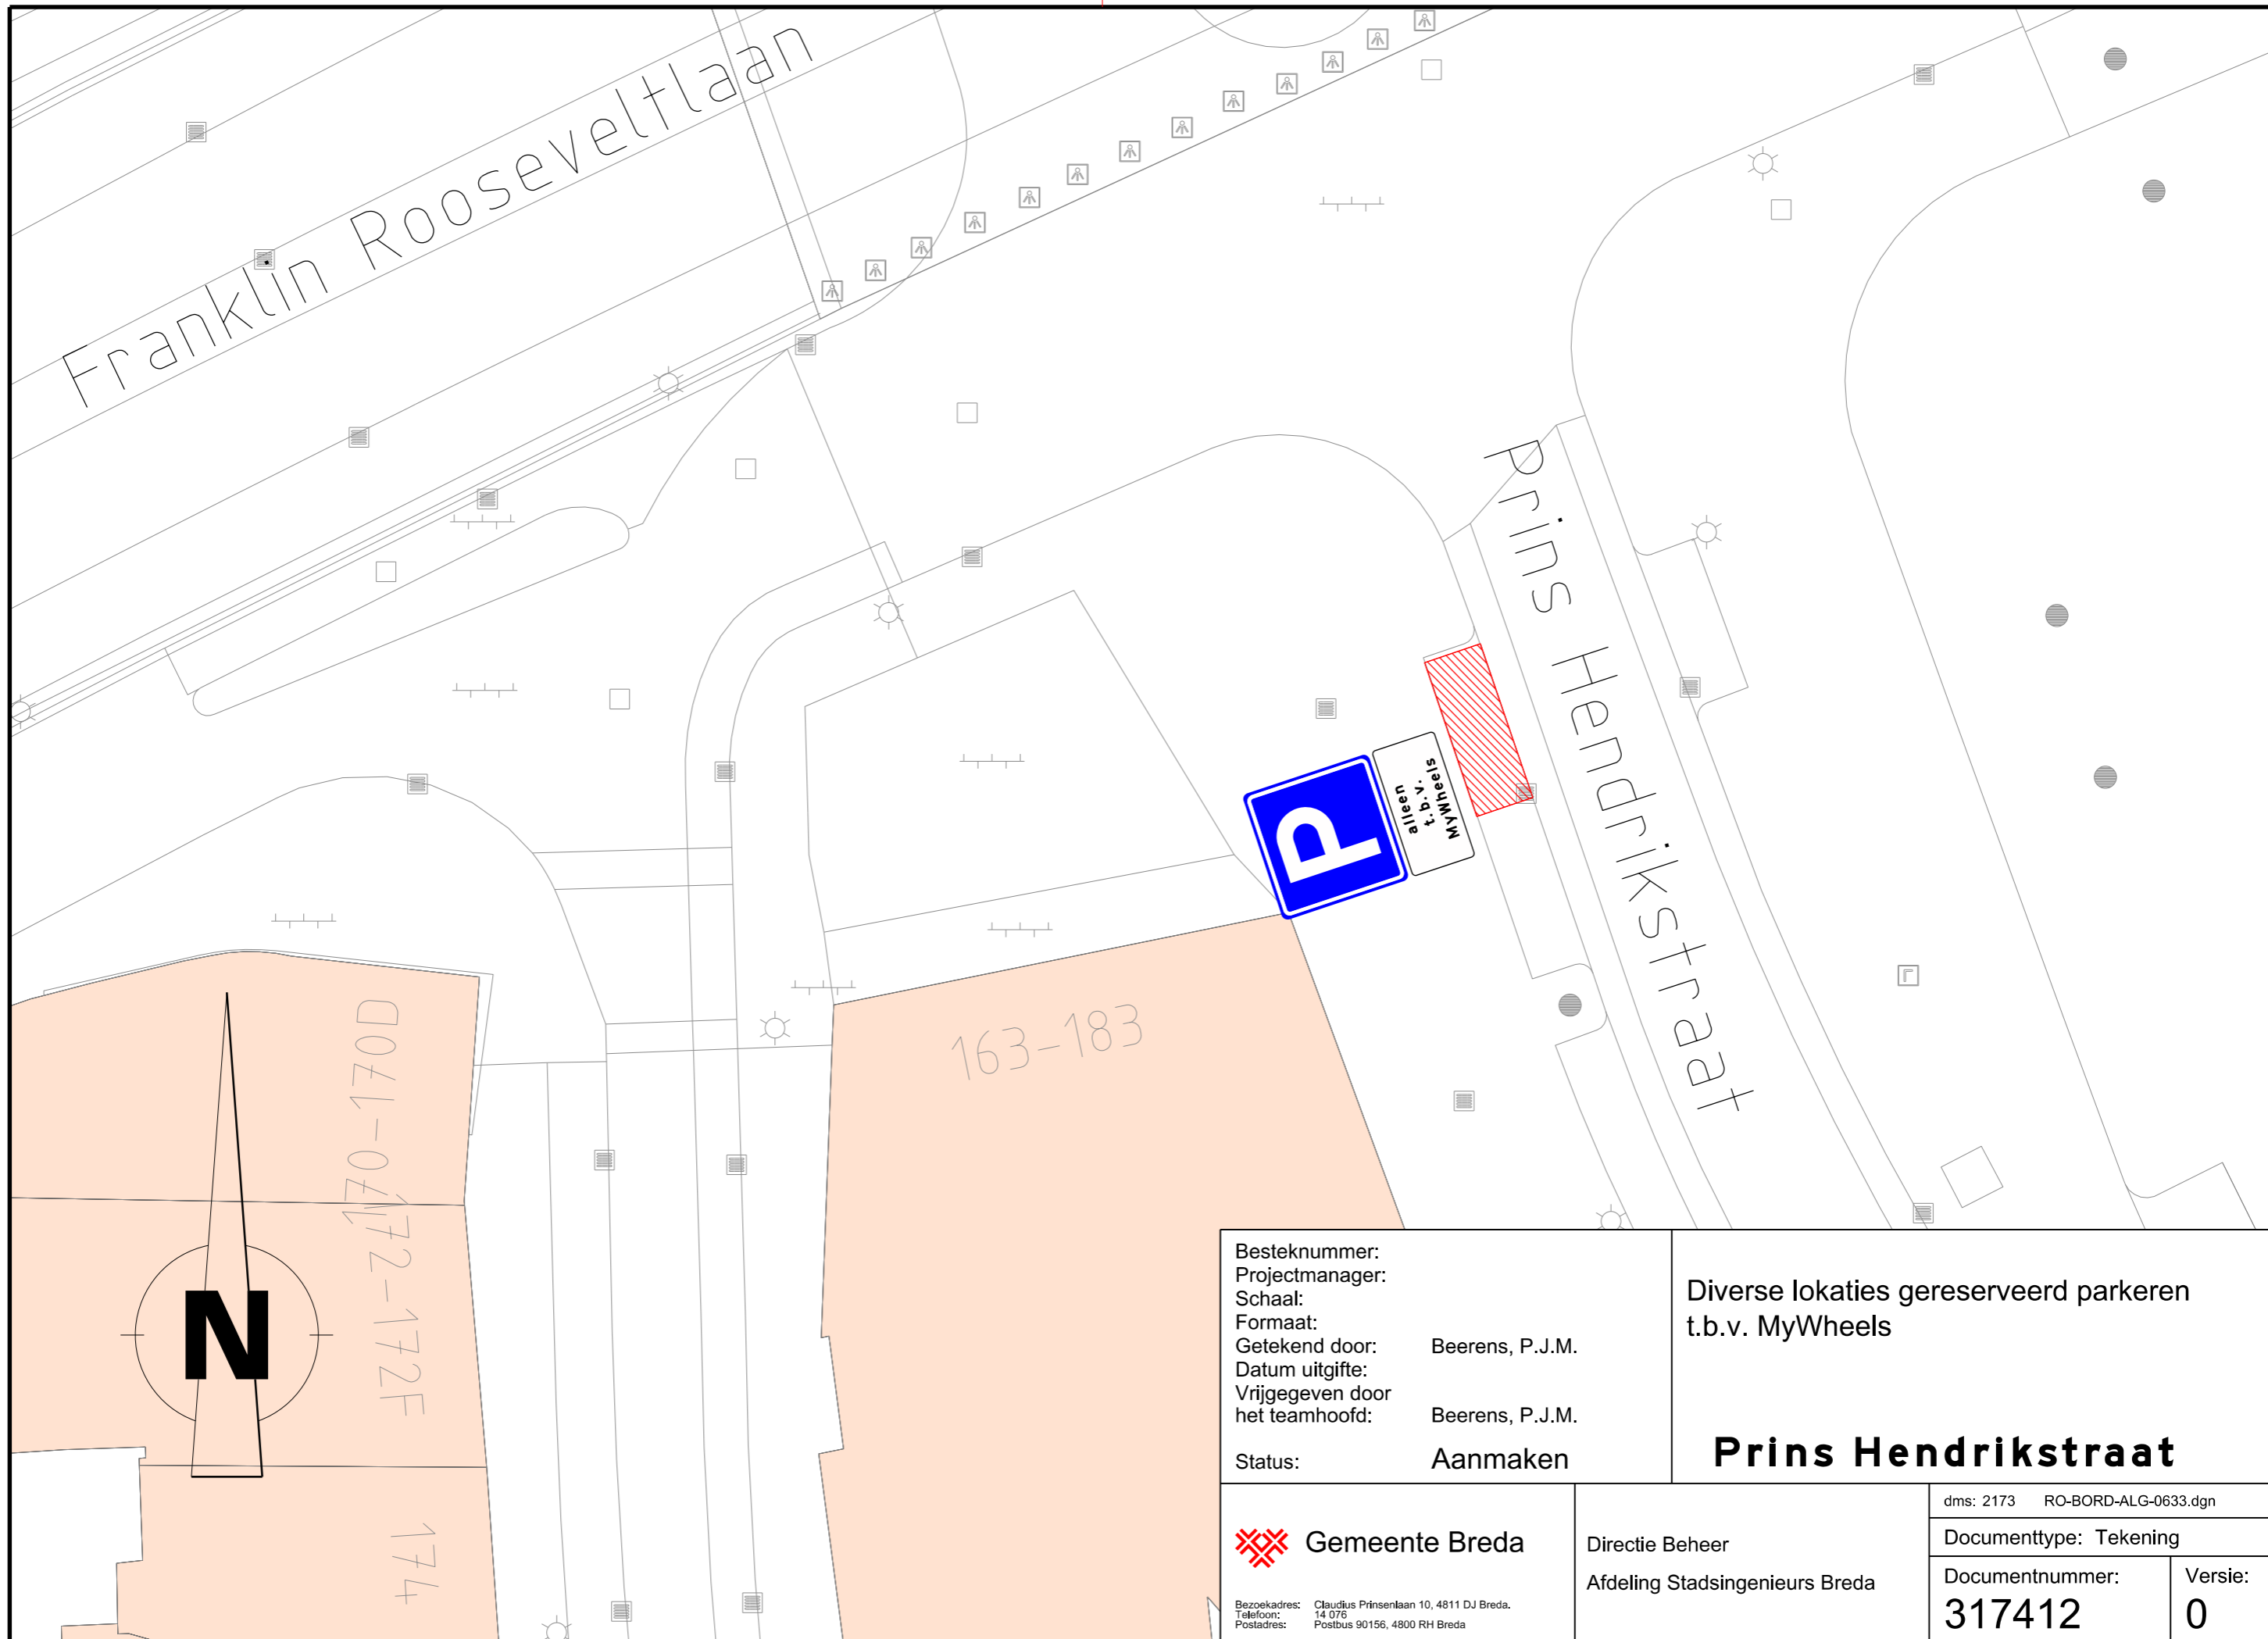 Franklin Rooseveltlaan
Prins Hendrikstraat
P
alleen
t.b.v.
MyWheels
163-183
170-170D
172-172F
174
N
Besteknummer:
Projectmanager:
Schaal:
Formaat:
Getekend door: Beerens, P.J.M.
Datum uitgifte:
Vrijgegeven door
het teamhoofd: Beerens, P.J.M.
Status: Aanmaken
Diverse lokaties gereserveerd parkeren
t.b.v. MyWheels
Prins Hendrikstraat
Gemeente Breda
Bezoekadres: Claudius Prinsenlaan 10, 4811 DJ Breda.
Telefoon: 14 076
Postadres: Postbus 90156, 4800 RH Breda
Directie Beheer
Afdeling Stadsingenieurs Breda
dms: 2173 RO-BORD-ALG-0633.dgn
Documenttype: Tekening
Documentnummer:
317412
Versie:
0